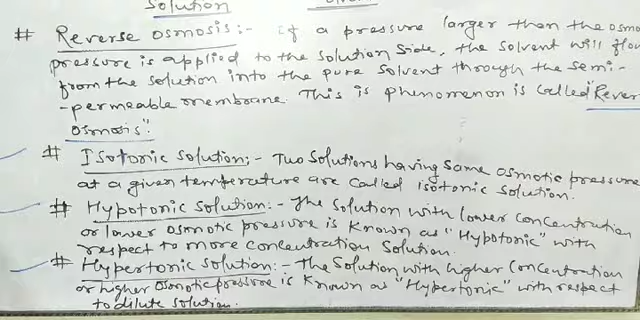 Solution
# Reverse osmosis:- If a pressure larger than the osmo
pressure is applied to the solution side, the solvent will flow
from the solution into the pure solvent through the semi-
-permeable membrane. This is phenomenon is called "Rever
osmosis".
# Isotonic solution:- Two solutions having same osmotic pressure
at a given temperature are called isotonic solution.
# Hypotonic solution:- The solution with lower concentration
or lower osmotic pressure is known as "Hypotonic" with
respect to more concentration solution.
# Hypertonic solution:- The solution with higher concentration
or higher osmotic pressure is known as "Hypertonic" with respect
to dilute solution.